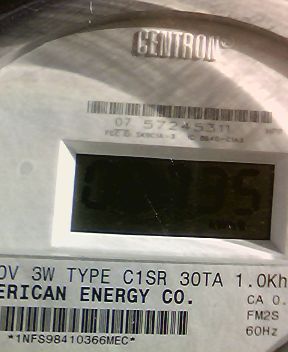 CENTRON
07 57245311
0V 3W TYPE C1SR 30TA 1.0Kh
ERICAN ENERGY CO.
CA 0.
FM2S
60Hz
*1NFS98410366MEC*